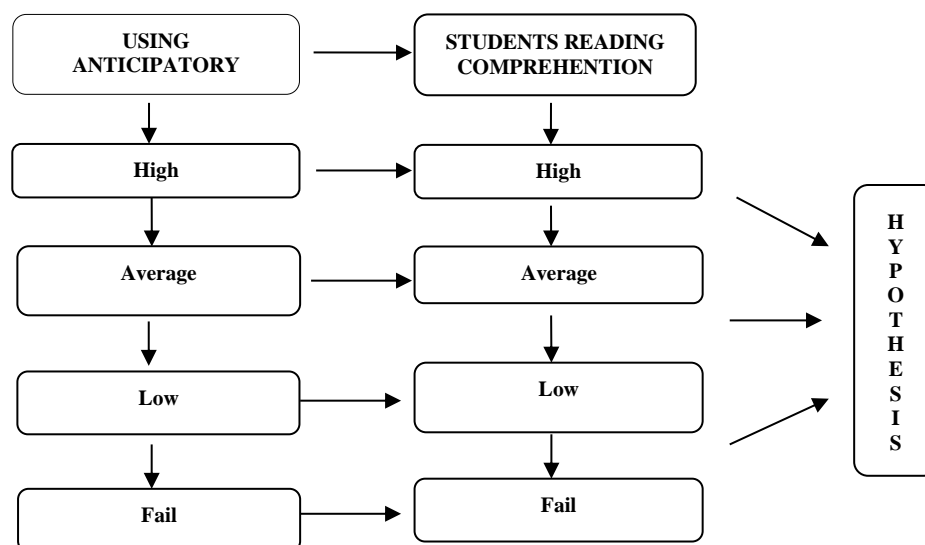 USING
ANTICIPATORY
STUDENTS READING
COMPREHENTION
High
High
Average
Average
Low
Low
Fail
Fail
H
Y
P
O
T
H
E
S
I
S